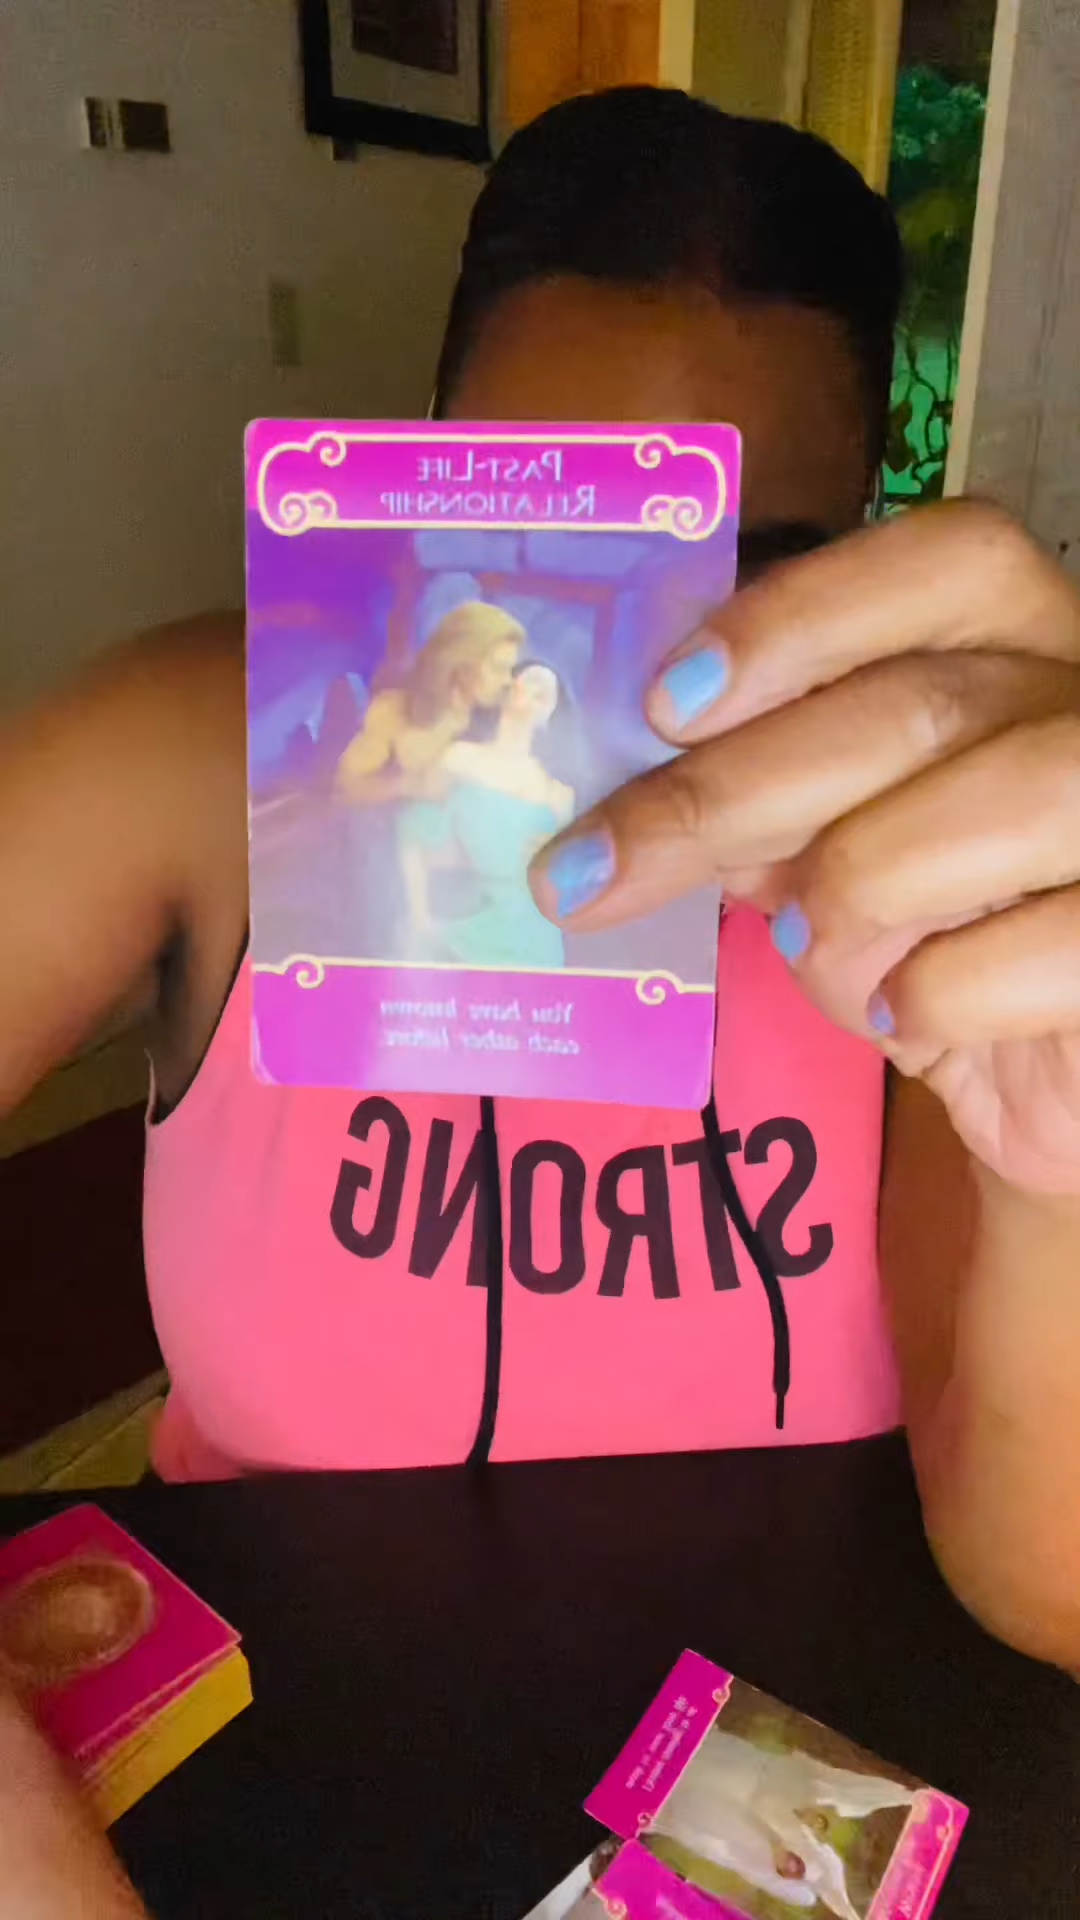 PAST-LIFE
RELATIONSHIP
You have known
each other before
STRONG